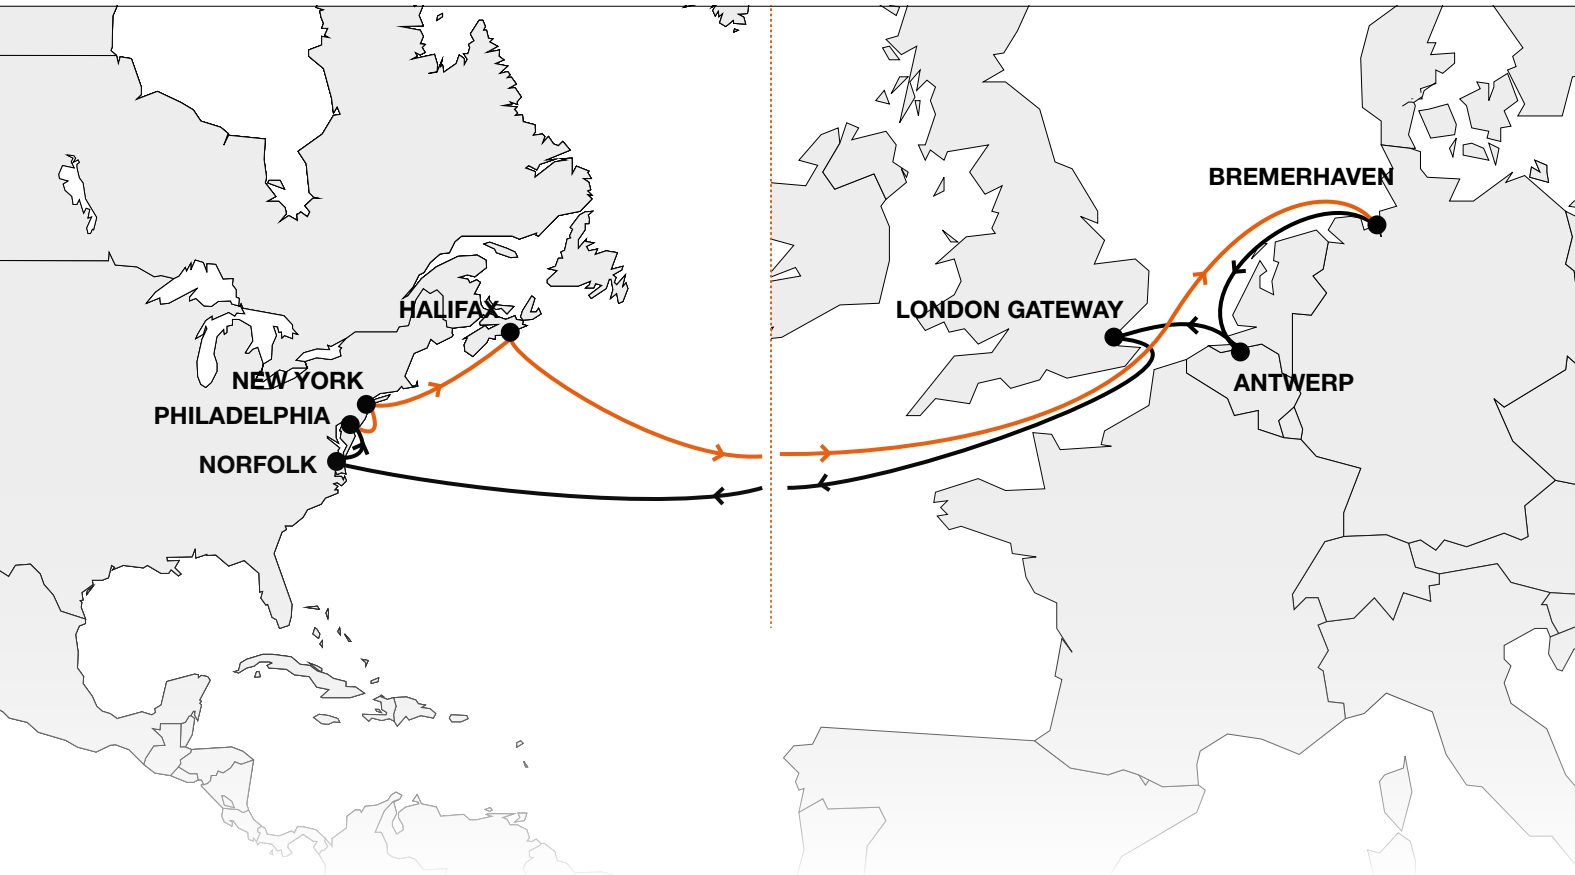 BREMERHAVEN
HALIFAX
LONDON GATEWAY
NEW YORK
ANTWERP
PHILADELPHIA
NORFOLK